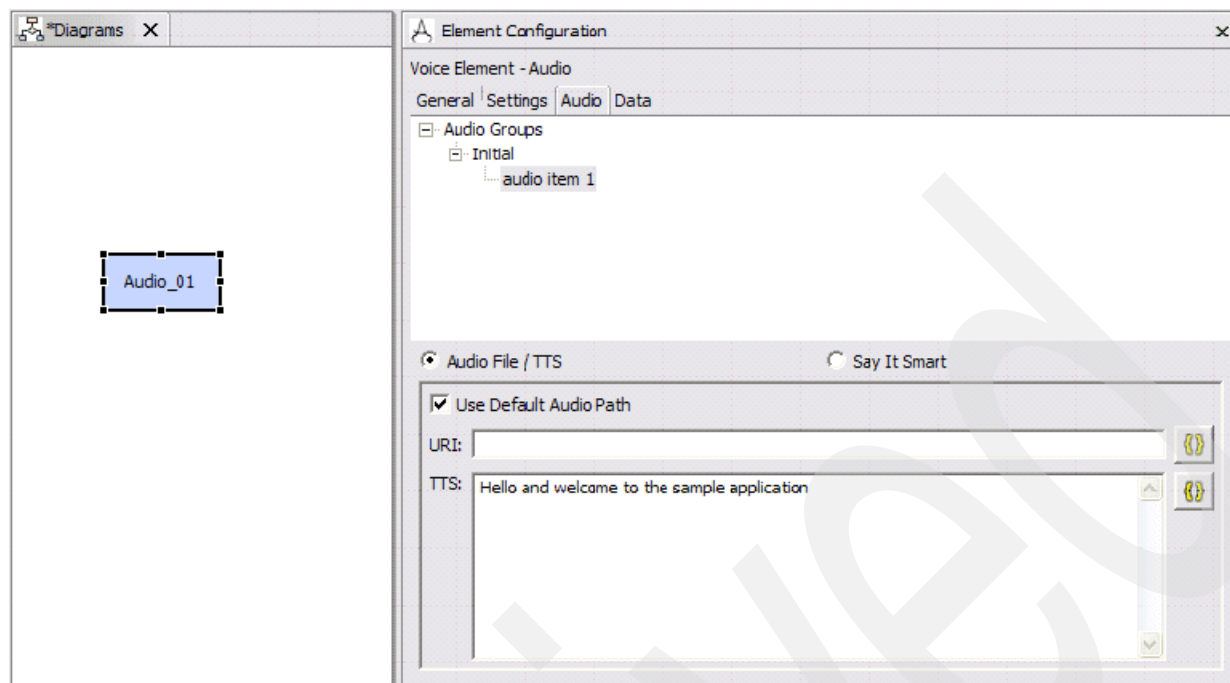 *Diagrams X
Element Configuration
Voice Element - Audio
General Settings Audio Data
Audio Groups
Initial
audio item 1
Audio_01
Audio File / TTS
Say It Smart
Use Default Audio Path
URI:
{}
TTS:
Hello and welcome to the sample application
{}
ived